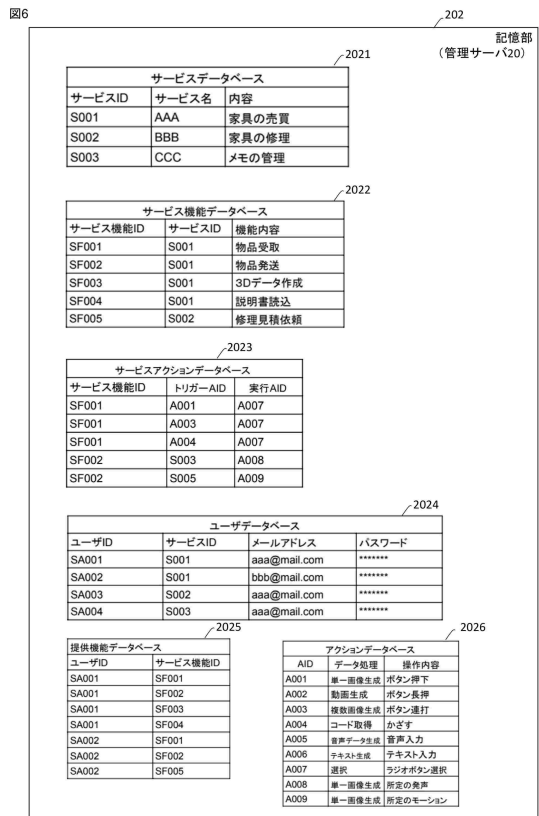 図6
202
記憶部
(管理サーバ20)
2021
サービスデータベース
サービスID サービス名 内容
S001 AAA 家具の売買
S002 BBB 家具の修理
S003 CCC メモの管理
2022
サービス機能データベース
サービス機能ID サービスID 機能内容
SF001 S001 物品受取
SF002 S001 物品発送
SF003 S001 3Dデータ作成
SF004 S001 説明書読込
SF005 S002 修理見積依頼
2023
サービスアクションデータベース
サービス機能ID トリガーAID 実行AID
SF001 A001 A007
SF001 A003 A007
SF001 A004 A007
SF002 S003 A008
SF002 S005 A009
2024
ユーザデータベース
ユーザID サービスID メールアドレス パスワード
SA001 S001 aaa@mail.com *******
SA002 S001 bbb@mail.com *******
SA003 S002 aaa@mail.com *******
SA004 S003 aaa@mail.com *******
2025
提供機能データベース
ユーザID サービス機能ID
SA001 SF001
SA001 SF002
SA001 SF003
SA001 SF004
SA002 SF001
SA002 SF002
SA002 SF005
2026
アクションデータベース
AID データ処理 操作内容
A001 単一画像生成 ボタン押下
A002 動画生成 ボタン長押
A003 複数画像生成 ボタン連打
A004 コード取得 かざす
A005 音声データ生成 音声入力
A006 テキスト生成 テキスト入力
A007 選択 ラジオボタン選択
A008 単一画像生成 所定の発声
A009 単一画像生成 所定のモーション